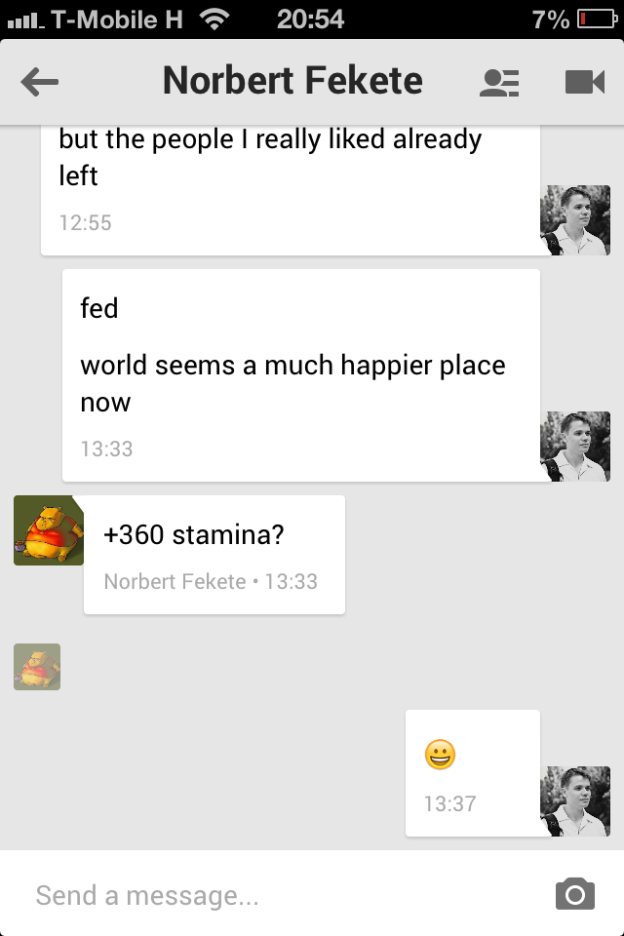 T-Mobile H 20:54 7%
Norbert Fekete
but the people I really liked already
left
12:55
fed
world seems a much happier place
now
13:33
+360 stamina?
Norbert Fekete • 13:33
😀
13:37
Send a message...